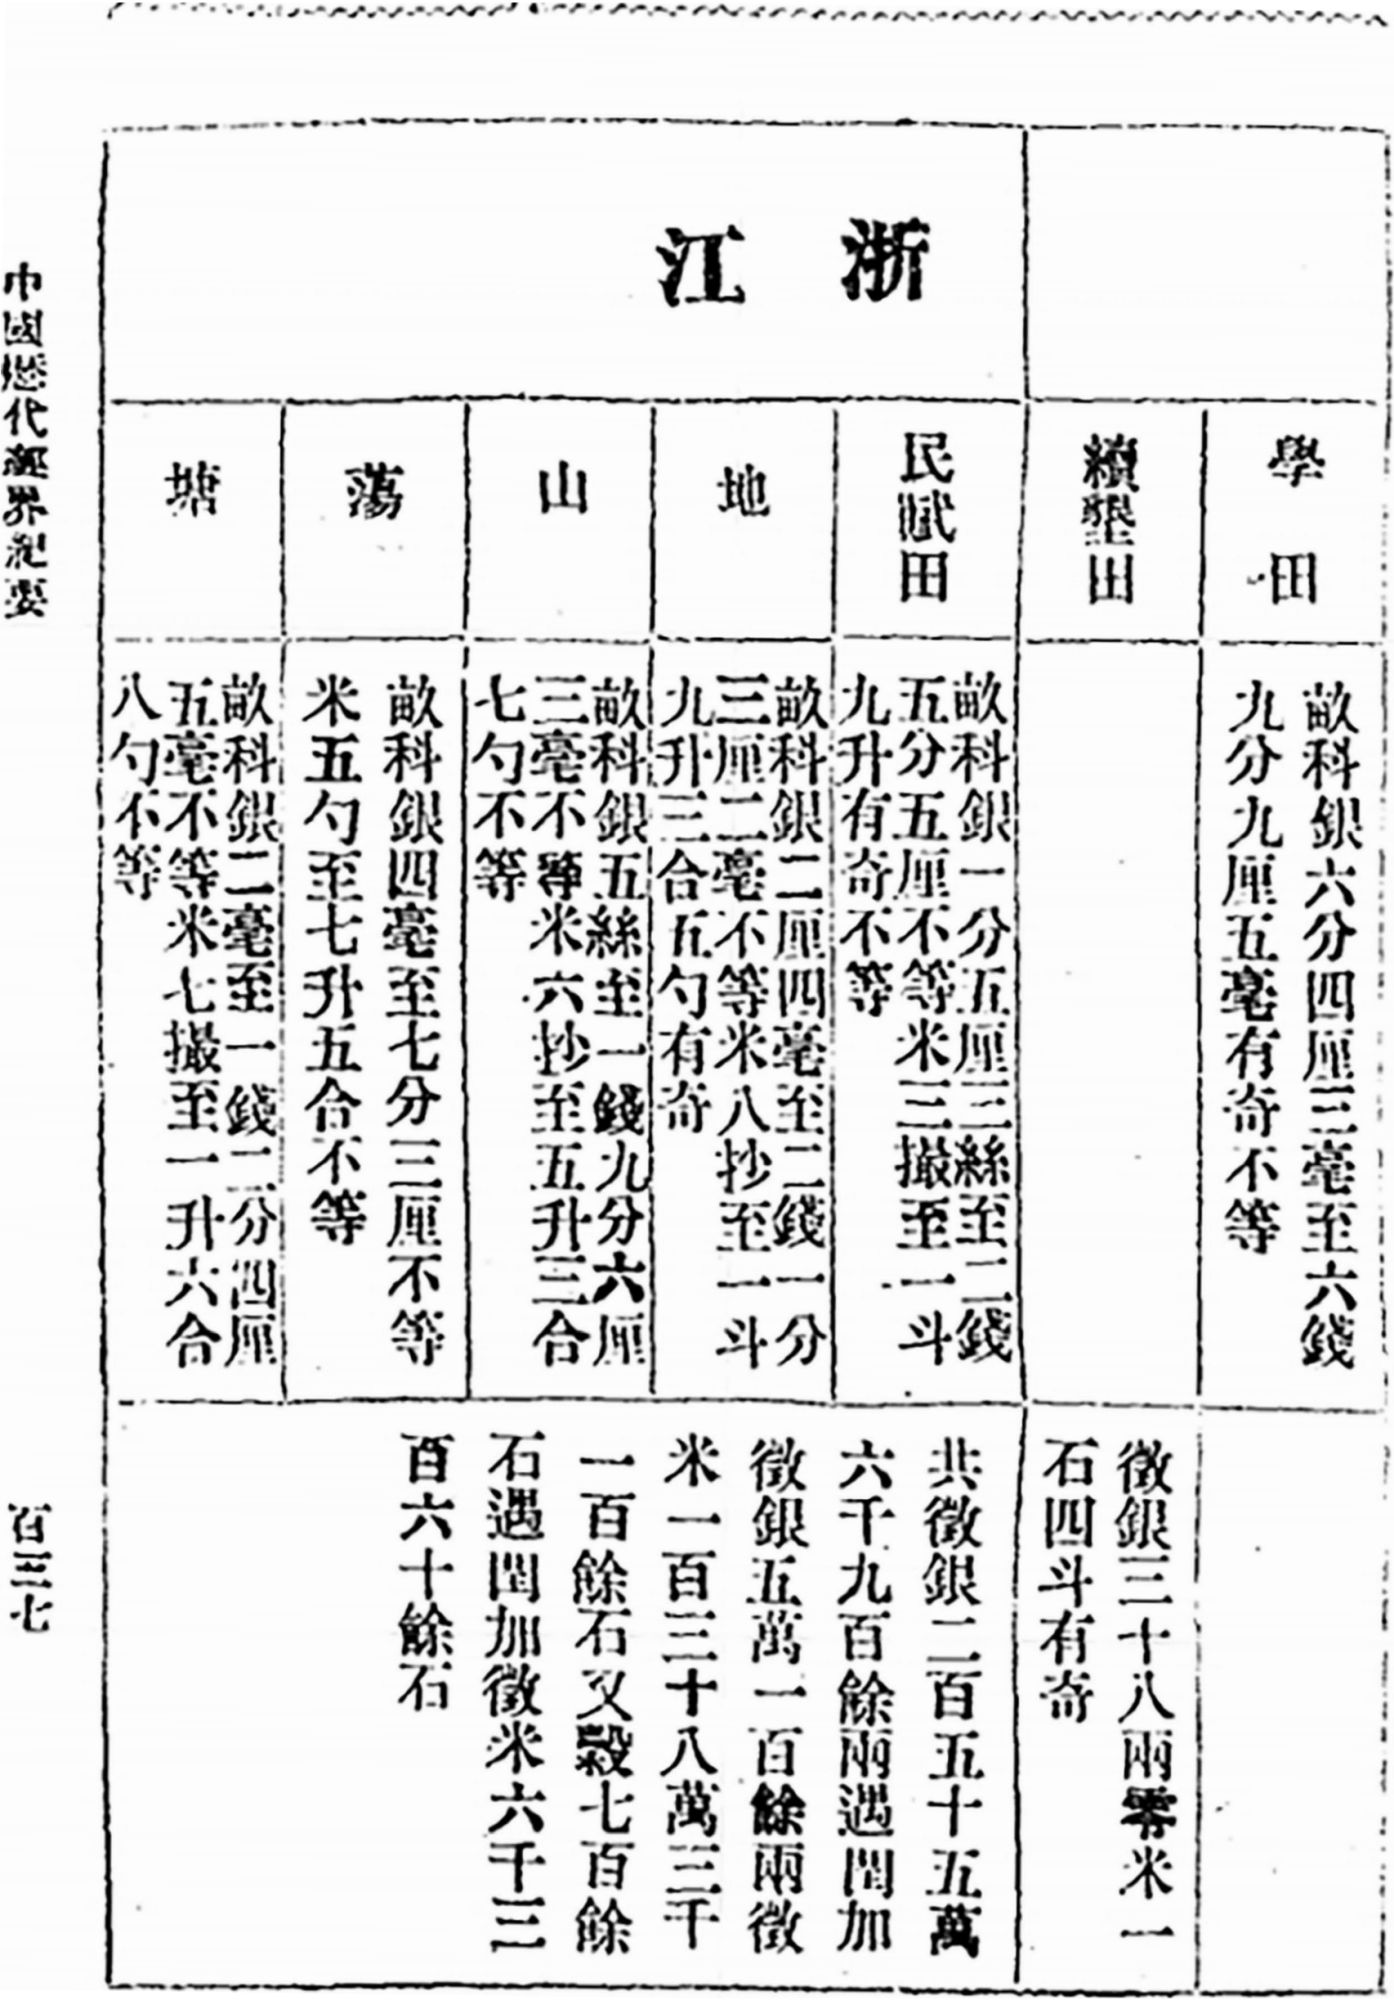 學田
畝科銀六分四厘三毫至六錢
九分九厘五毫有奇不等
續墾田
徵銀三十八兩零米一
石四斗有奇
浙江
民賦田
畝科銀一分五厘三絲至二錢
五分五厘不等米三撮至一斗
九升有奇不等
地
畝科銀二厘四毫至二錢一分
三厘二毫不等米八抄至一斗
九升三合五勺有奇
山
畝科銀五絲至一錢九分六厘
三毫不等米六抄至五升三合
七勺不等
蕩
畝科銀四毫至七分三厘不等
米五勺至七升五合不等
塘
畝科銀二毫至一錢二分四厘
五毫不等米七撮至一升六合
八勺不等
共徵銀二百五十五萬
六千九百餘兩遇閏加
徵銀五萬一百餘兩徵
米一百三十八萬三千
一百餘石又穀七百餘
石遇閏加徵米六千三
百六十餘石
中國歷代經界紀要
百三七